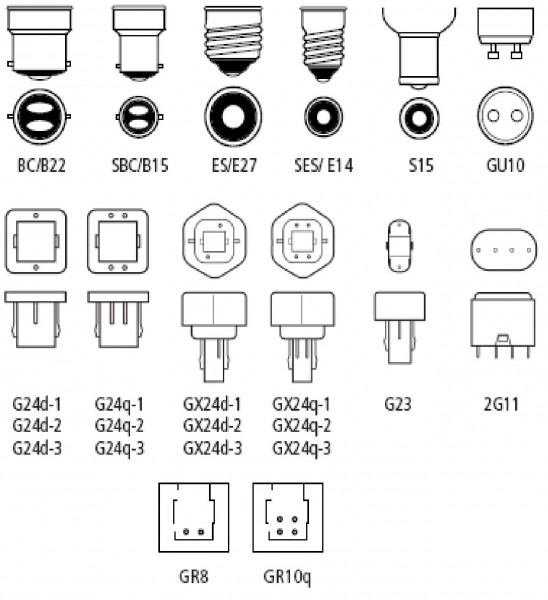 BC/B22 SBC/B15 ES/E27 SES/ E14 S15 GU10
G24d-1 G24q-1 GX24d-1 GX24q-1 G23 2G11
G24d-2 G24q-2 GX24d-2 GX24q-2
G24d-3 G24q-3 GX24d-3 GX24q-3
GR8 GR10q